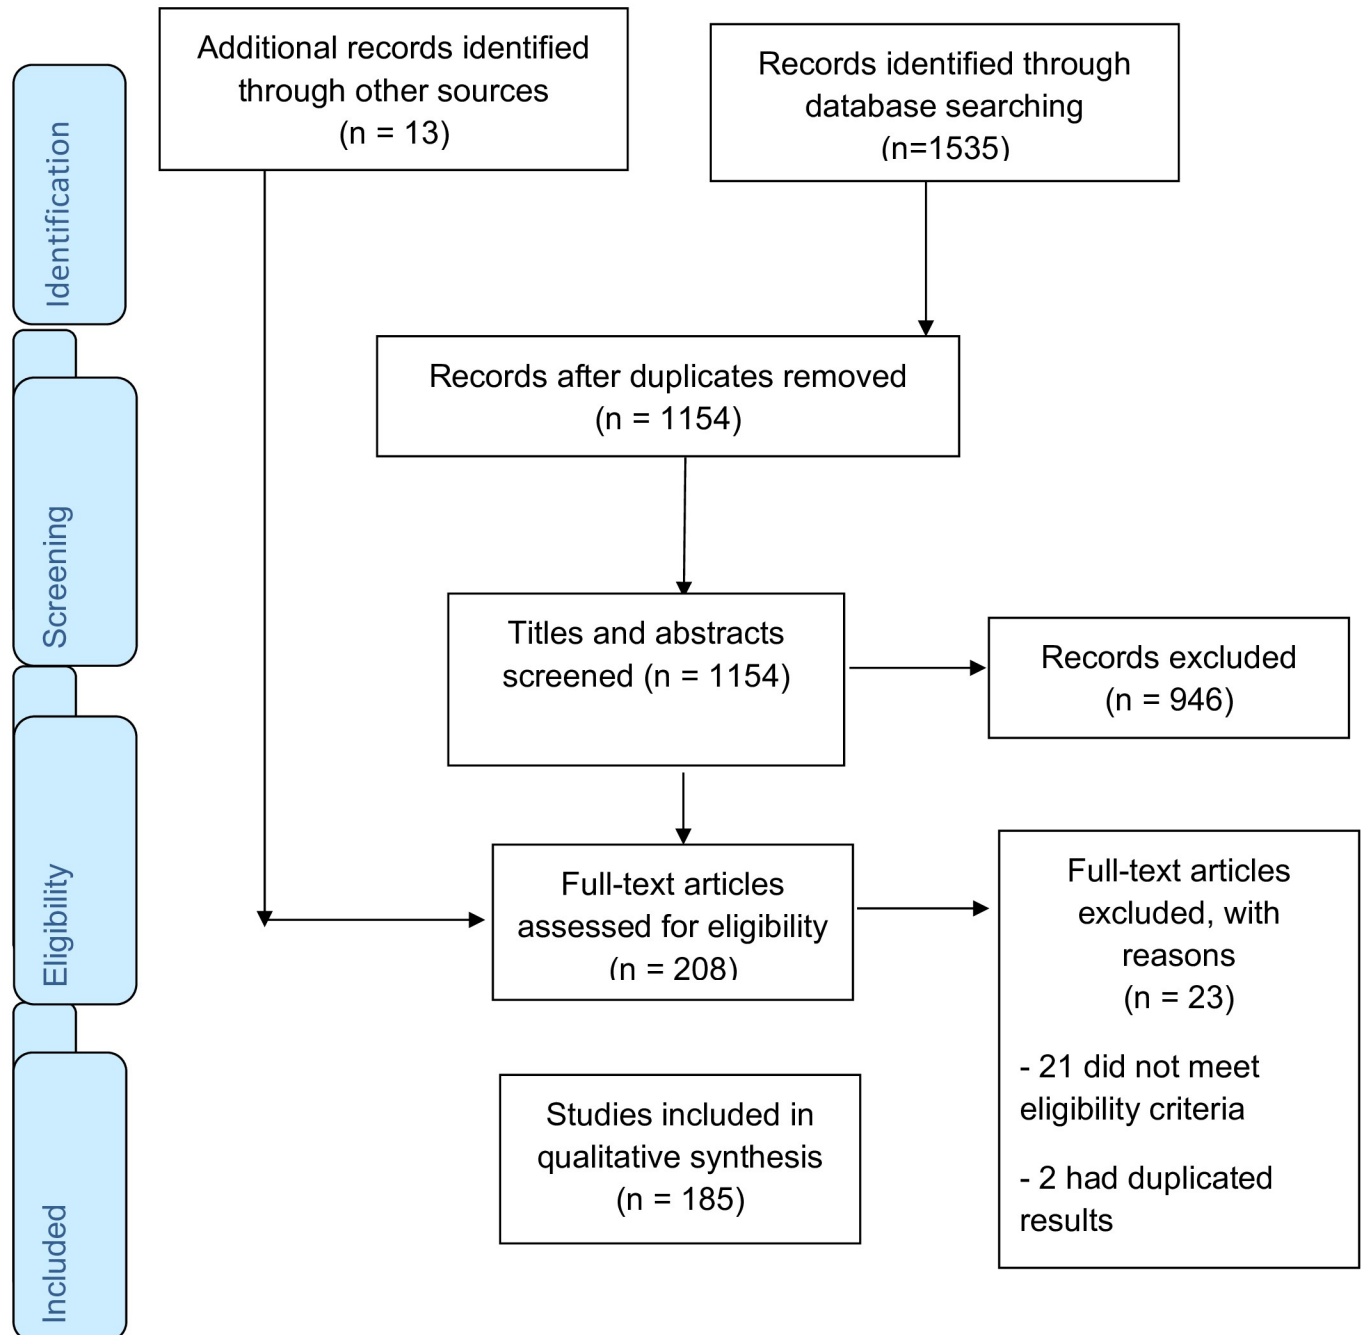 Additional records identified
through other sources
(n = 13)
Records identified through
database searching
(n=1535)
Identification
Records after duplicates removed
(n = 1154)
Screening
Titles and abstracts
screened (n = 1154)
Records excluded
(n = 946)
Eligibility
Full-text articles
assessed for eligibility
(n = 208)
Full-text articles
excluded, with
reasons
(n = 23)
- 21 did not meet
eligibility criteria
- 2 had duplicated
results
Included
Studies included in
qualitative synthesis
(n = 185)